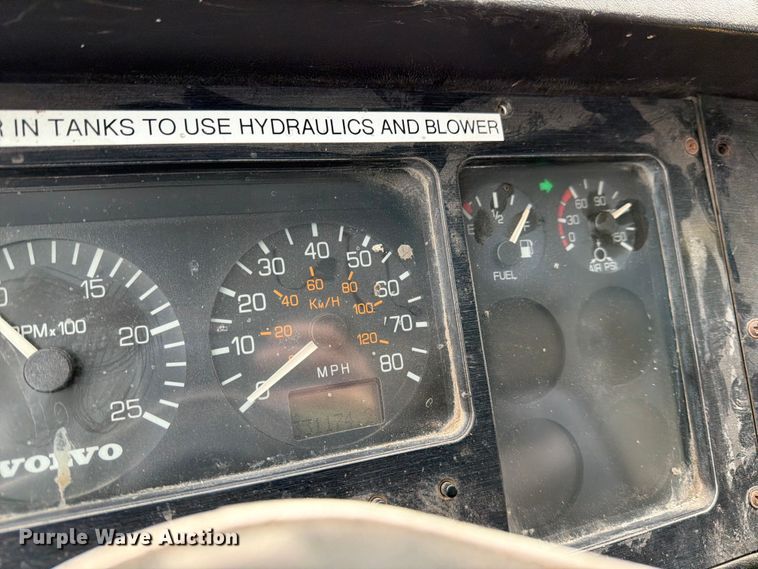 R IN TANKS TO USE HYDRAULICS AND BLOWER
0
15
20
25
RPM x 100
VOLVO
0
10
20
30
40
50
60
70
80
20
40
60
80
100
120
KM/H
MPH
E
1/2
F
FUEL
0
30
60
90
150
AIR PSI
Purple Wave Auction